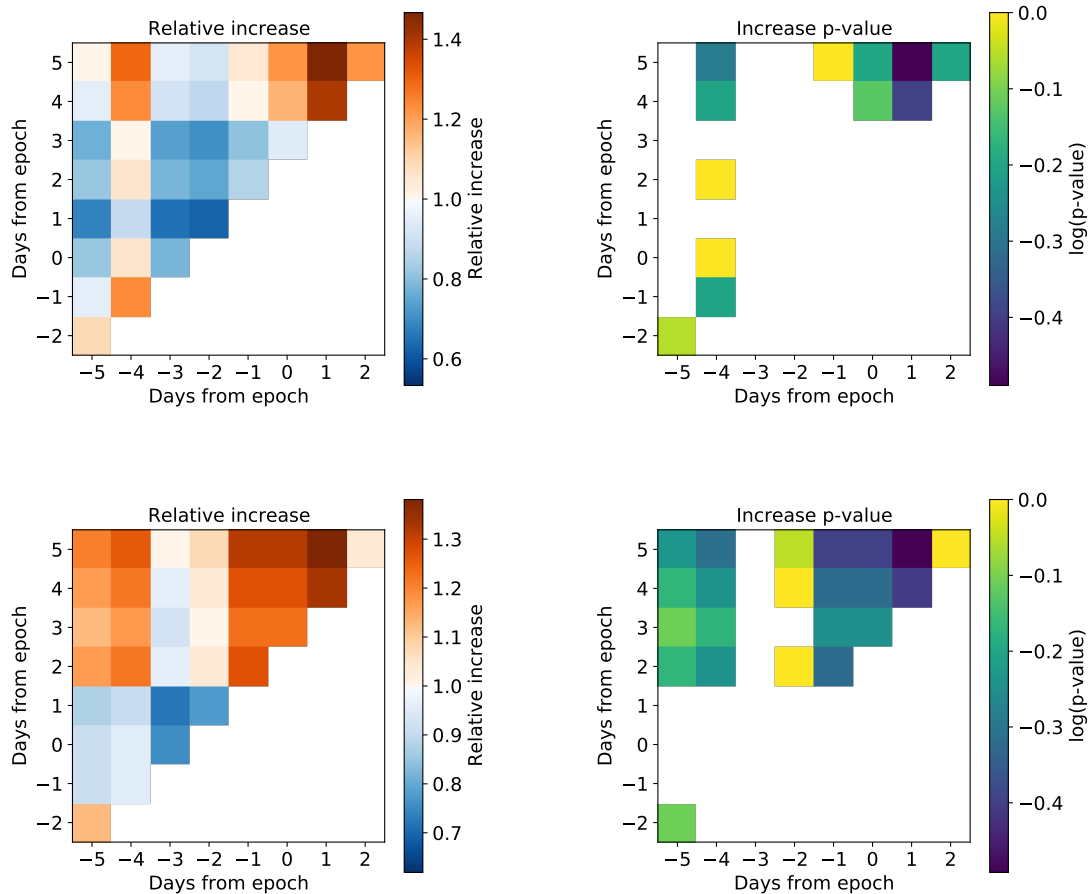 Relative increase
5
4
3
2
1
0
−1
−2
Days from epoch
−5 −4 −3 −2 −1 0 1 2
Days from epoch
1.4
1.2
1.0
0.8
0.6
Relative increase
Increase p-value
5
4
3
2
1
0
−1
−2
Days from epoch
−5 −4 −3 −2 −1 0 1 2
Days from epoch
0.0
−0.1
−0.2
−0.3
−0.4
log(p-value)
Relative increase
5
4
3
2
1
0
−1
−2
Days from epoch
−5 −4 −3 −2 −1 0 1 2
Days from epoch
1.3
1.2
1.1
1.0
0.9
0.8
0.7
Relative increase
Increase p-value
5
4
3
2
1
0
−1
−2
Days from epoch
−5 −4 −3 −2 −1 0 1 2
Days from epoch
0.0
−0.1
−0.2
−0.3
−0.4
log(p-value)